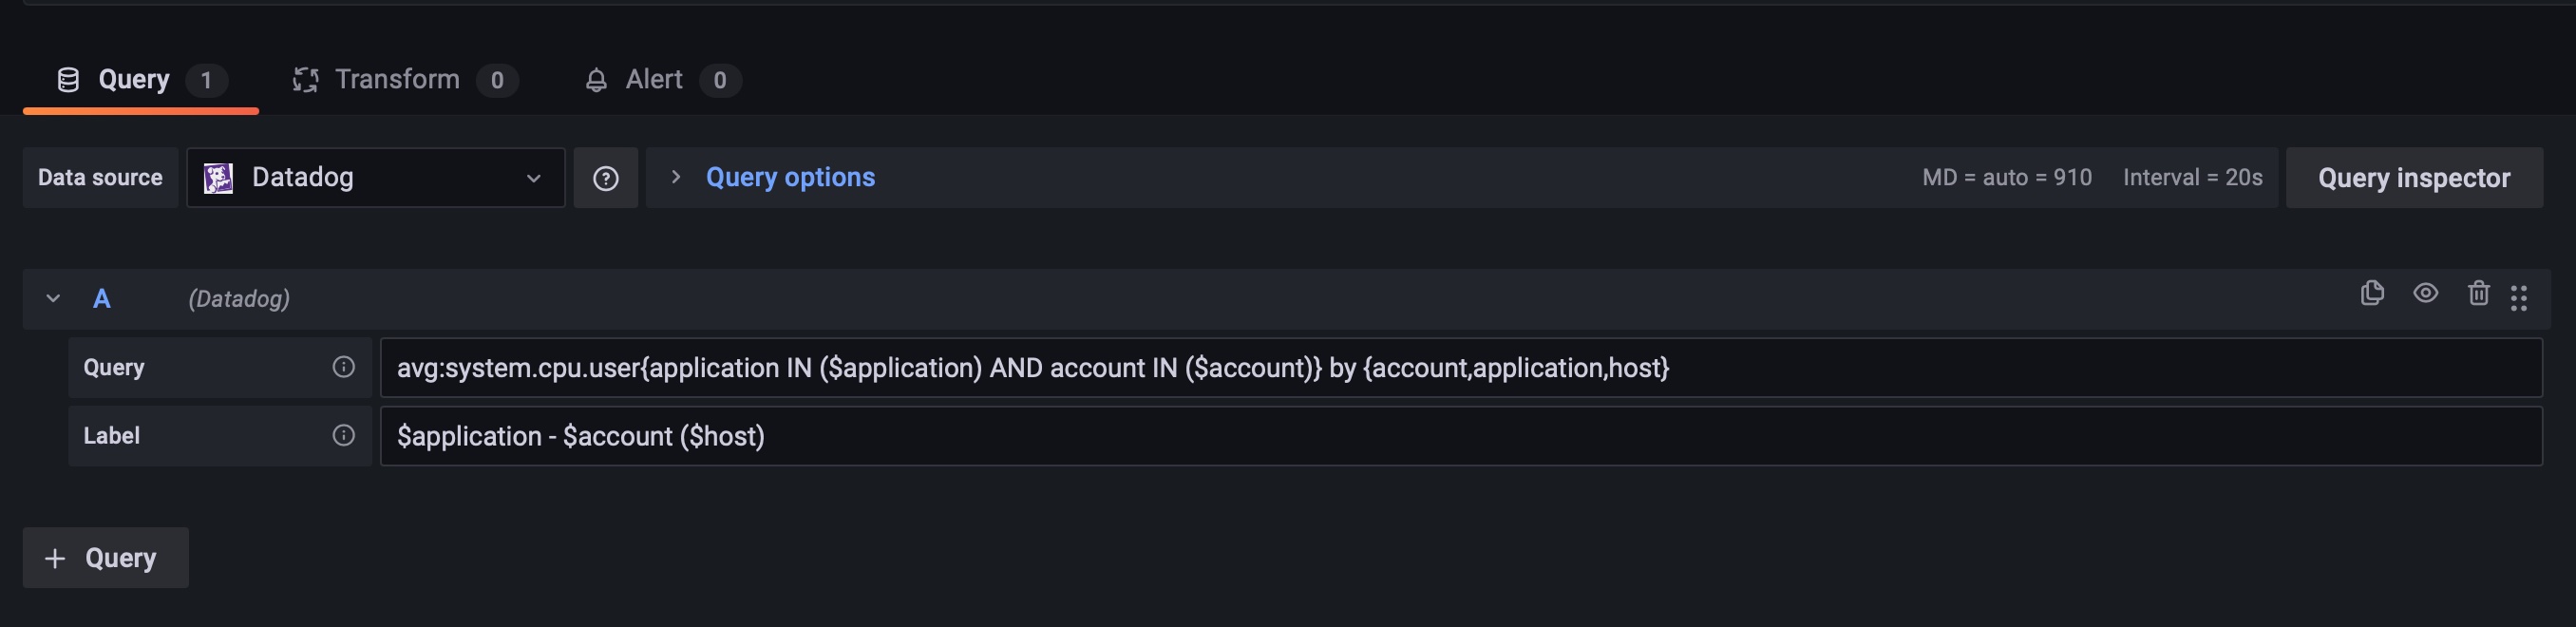 Query 1 Transform 0 Alert 0
Data source Datadog Query options MD = auto = 910 Interval = 20s Query inspector
A (Datadog)
Query avg:system.cpu.user{application IN ($application) AND account IN ($account)} by {account,application,host}
Label $application - $account ($host)
+ Query